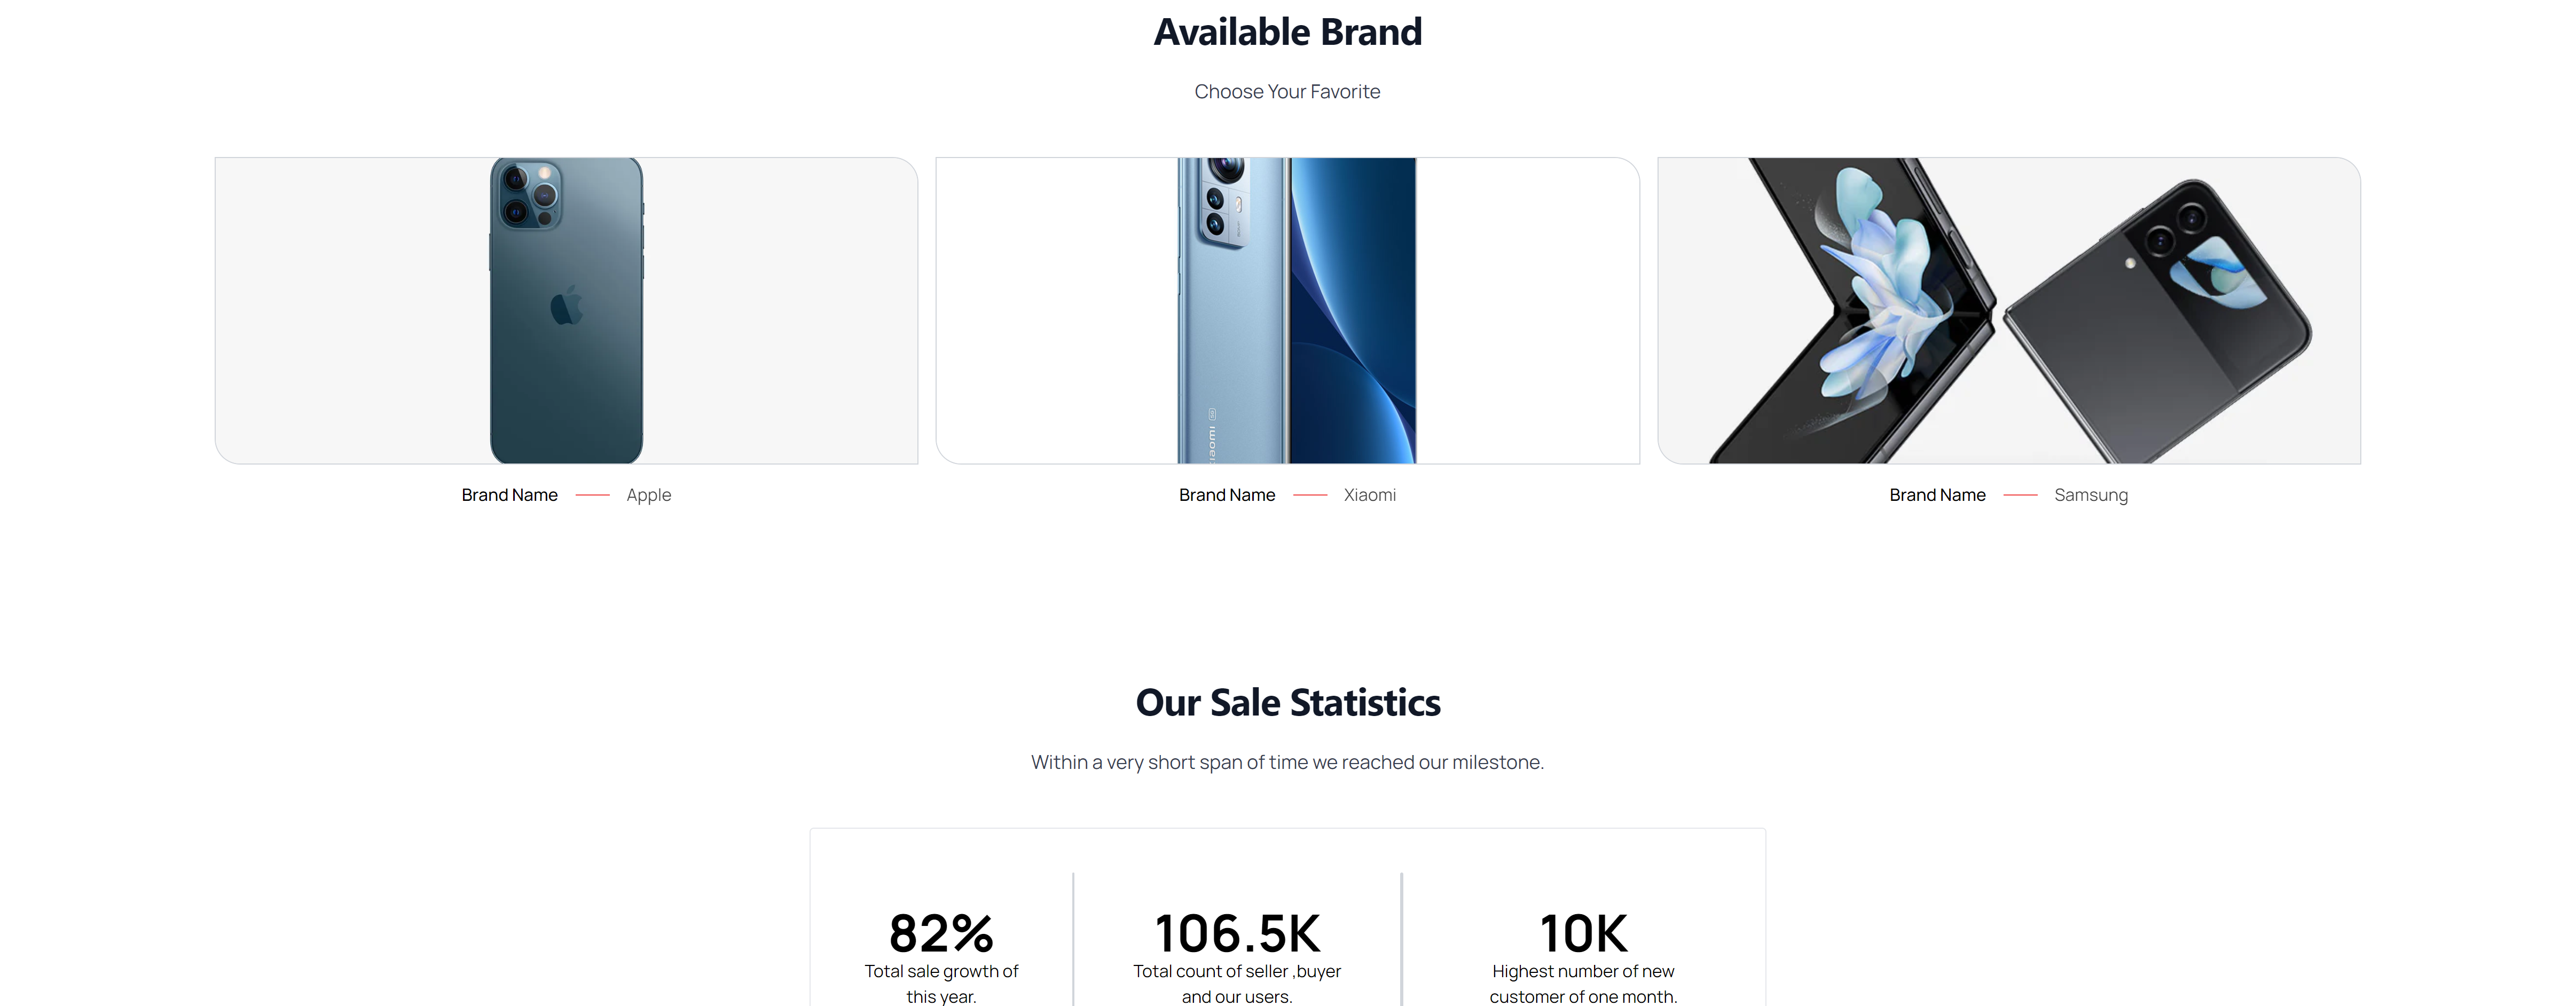 Available Brand
Choose Your Favorite
Brand Name Apple
Brand Name Xiaomi
Brand Name Samsung
Our Sale Statistics
Within a very short span of time we reached our milestone.
82%
Total sale growth of
this year.
106.5K
Total count of seller ,buyer
and our users.
10K
Highest number of new
customer of one month.